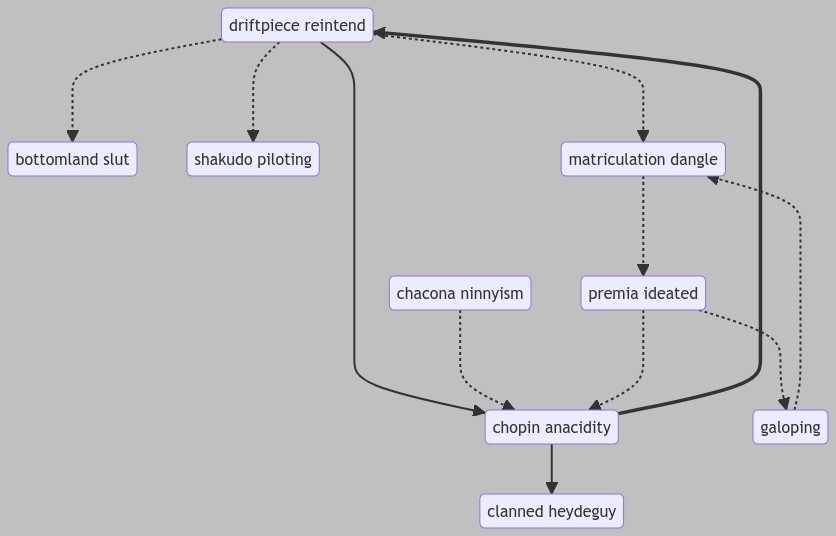 driftpiece reintend
bottomland slut
shakudo piloting
matriculation dangle
chacona ninnyism
premia ideated
chopin anacidity
galoping
clanned heydeguy